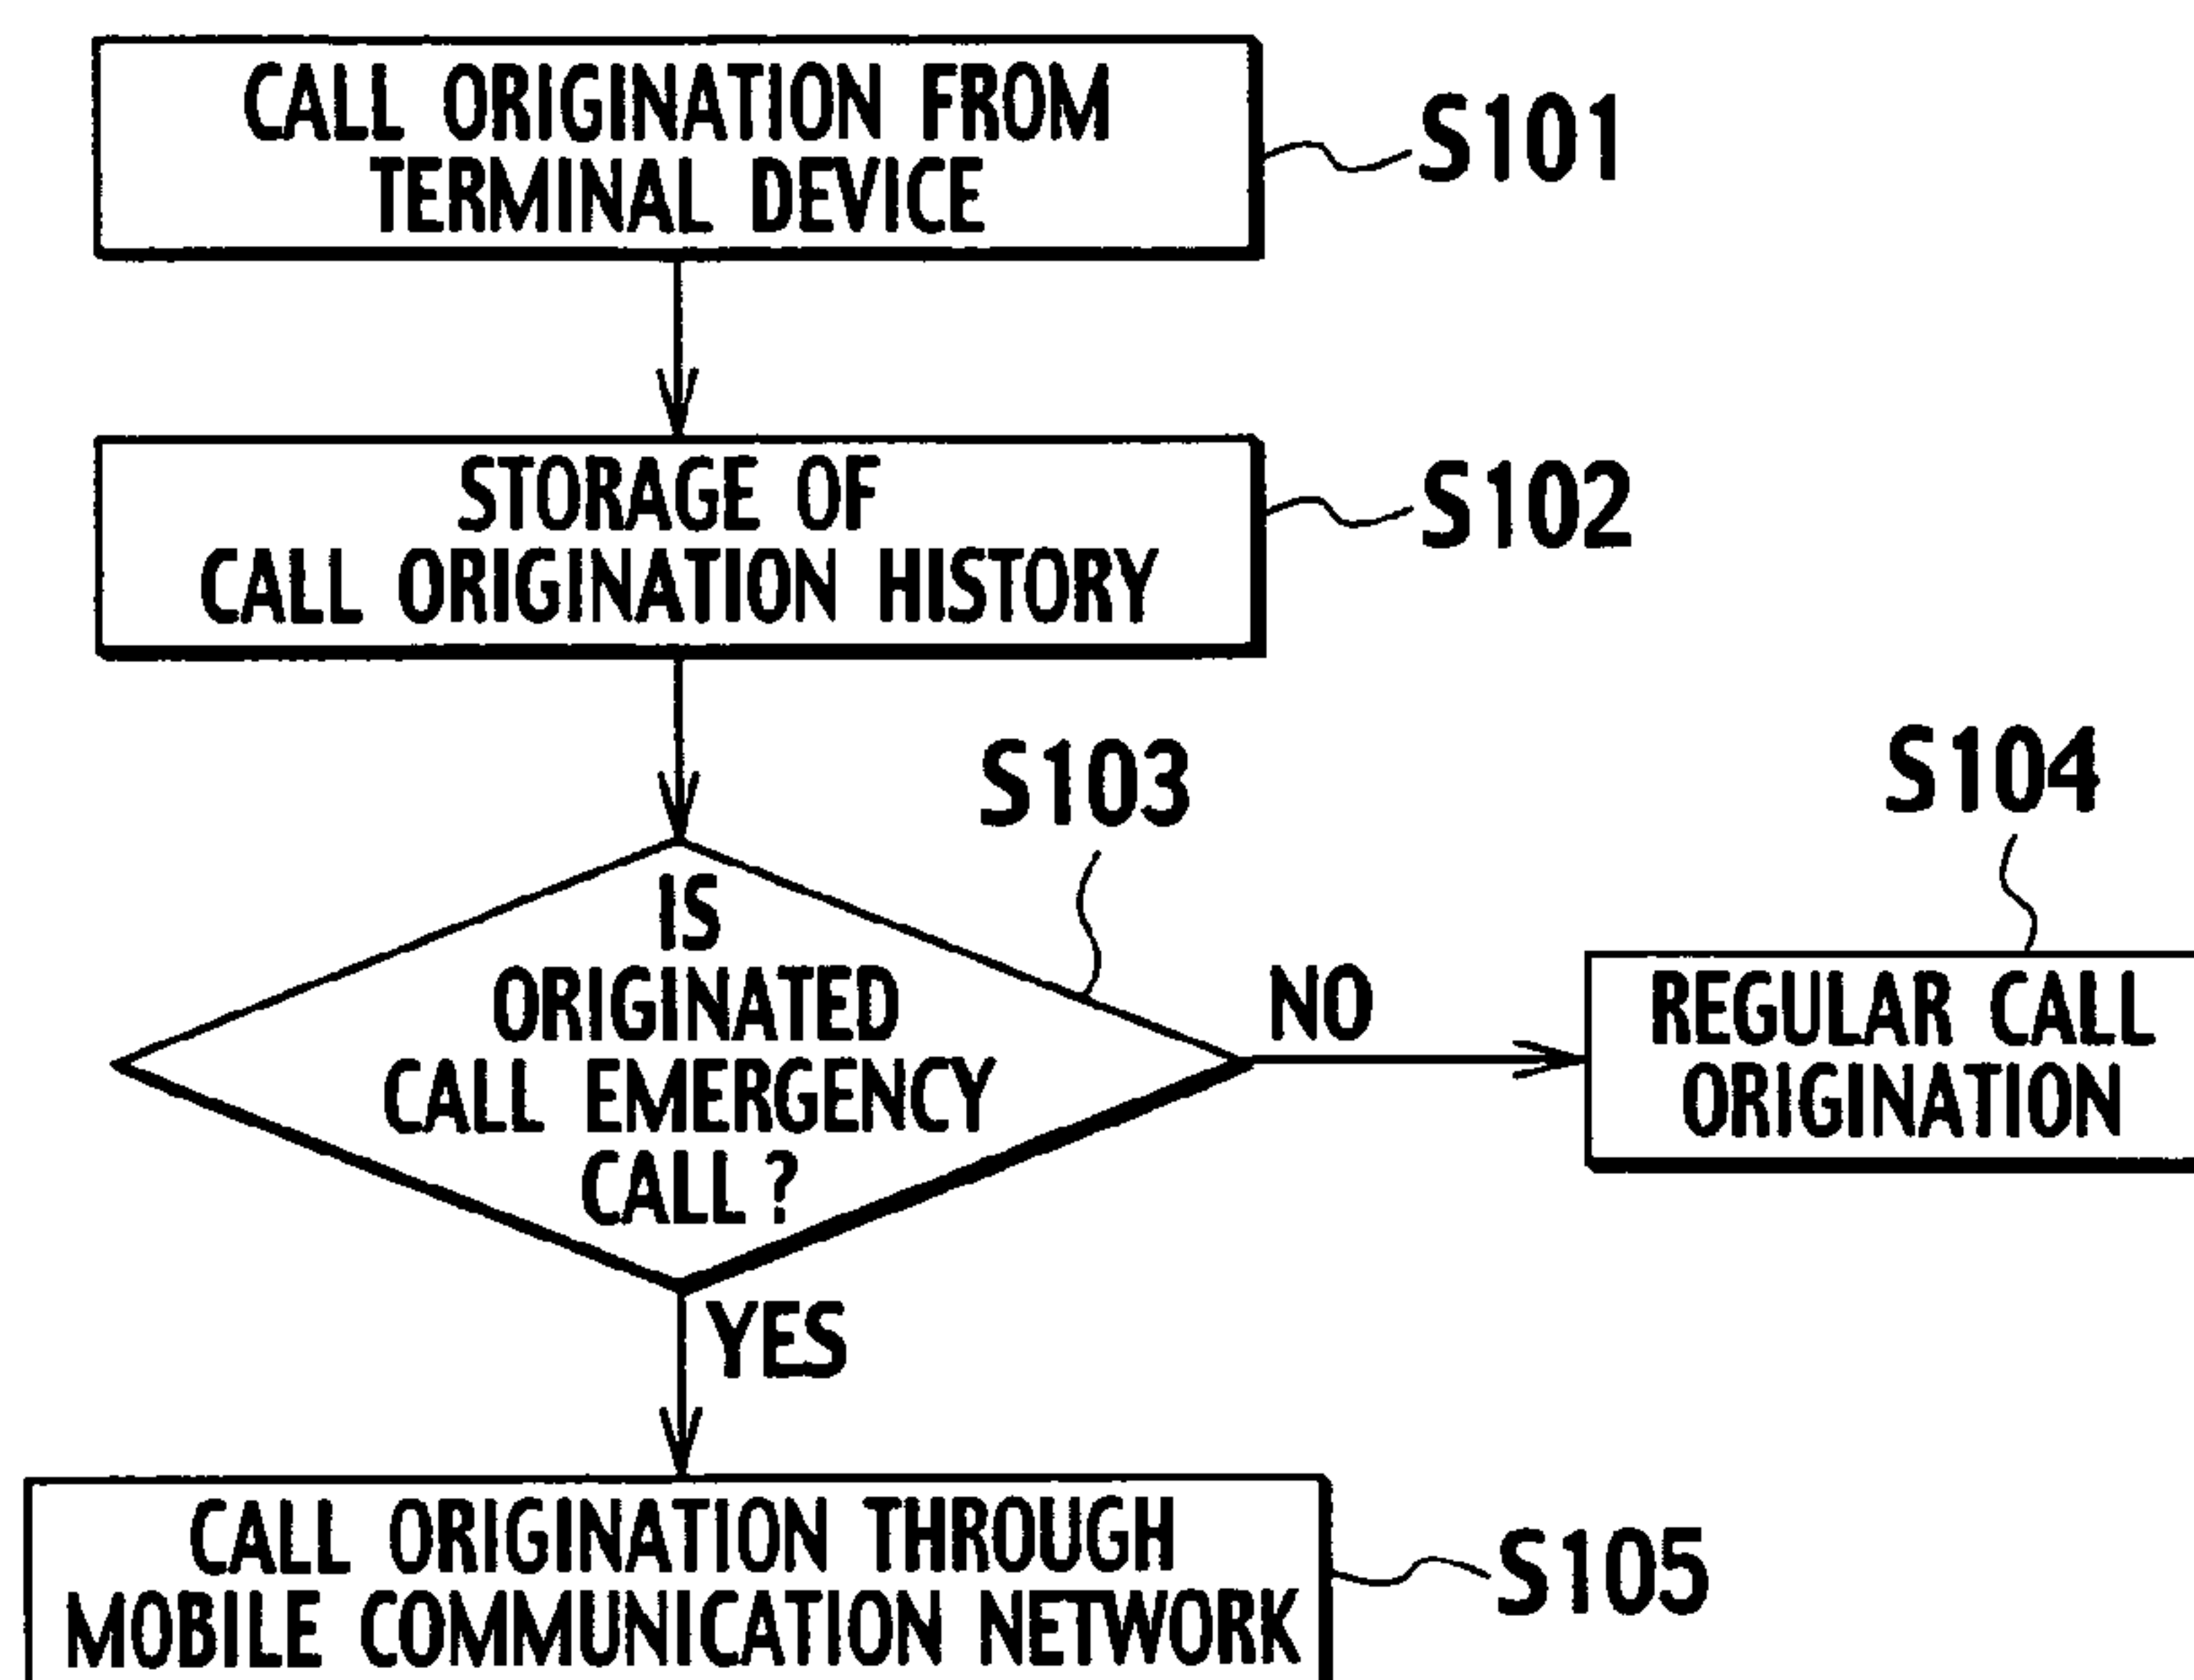 CALL ORIGINATION FROM
TERMINAL DEVICE
S101
STORAGE OF
CALL ORIGINATION HISTORY
S102
S103
S104
IS
ORIGINATED
CALL EMERGENCY
CALL ?
NO
REGULAR CALL
ORIGINATION
YES
CALL ORIGINATION THROUGH
MOBILE COMMUNICATION NETWORK
S105